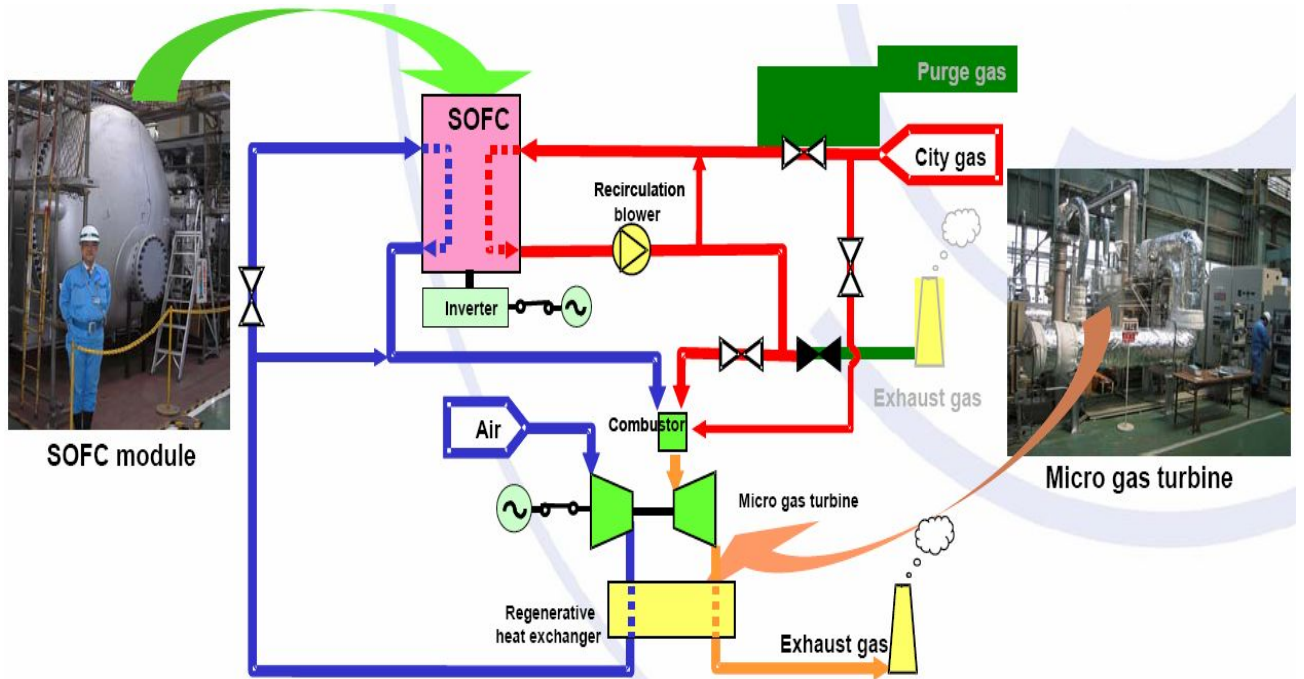 Purge gas
SOFC
City gas
Recirculation
blower
Inverter
Exhaust gas
Air
Combustor
SOFC module
Micro gas turbine
Micro gas turbine
Regenerative
heat exchanger
Exhaust gas